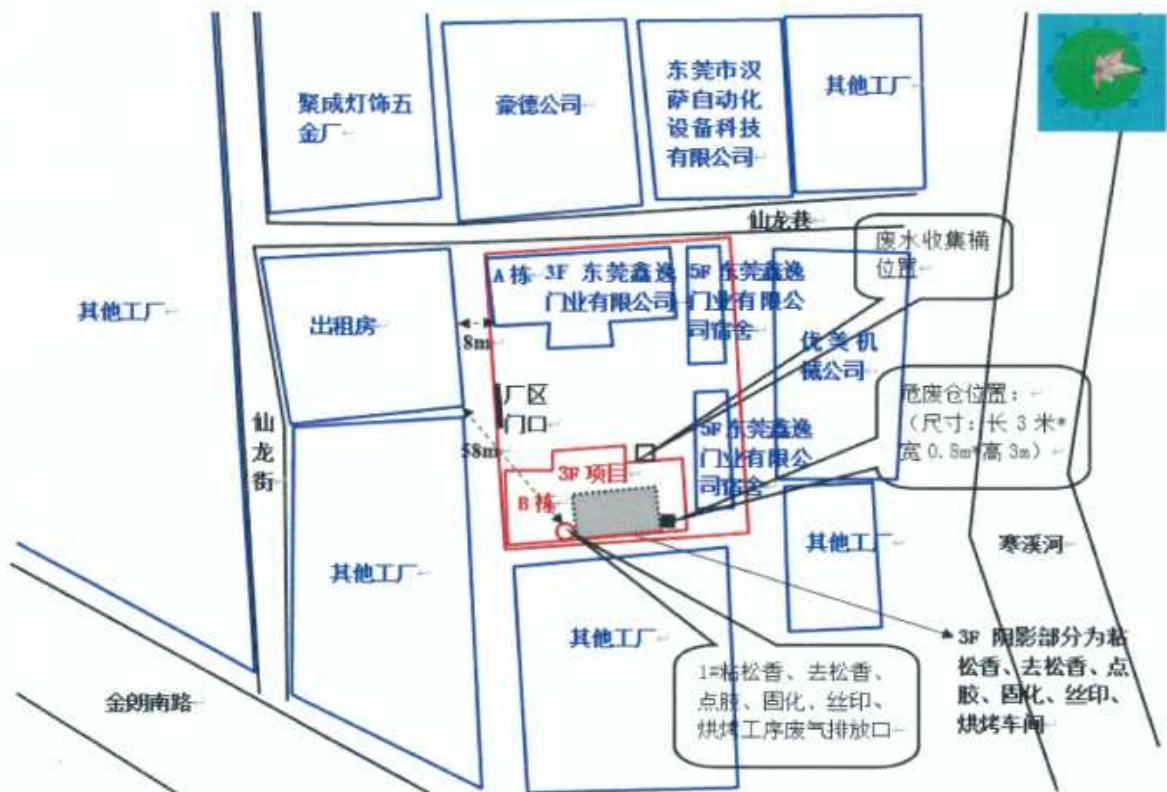 聚成灯饰五
金厂
豪德公司
东莞市汉
萨自动化
设备科技
有限公司
其他工厂
仙龙巷
废水收集桶
位置
其他工厂
出租房
8m
A栋
3F 东莞鑫逸
门业有限公司
5F东莞鑫逸
门业有限公
司宿舍
优美机
械公司
厂区
门口
仙
龙
街
58m
5F东莞鑫逸
门业有限公
司宿舍
危废仓位置：
（尺寸：长 3 米*
宽 0.8m*高 3m）
3F 项目
B 栋
其他工厂
其他工厂
寒溪河
其他工厂
金朗南路
1#粘松香、去松香、
点胶、固化、丝印、
烘烤工序废气排放口
3F 阴影部分为粘
松香、去松香、点
胶、固化、丝印、
烘烤车间